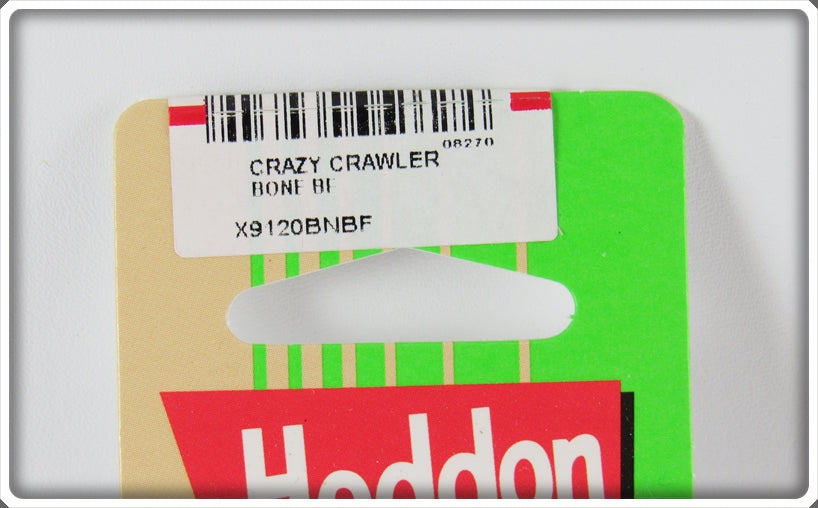 08270
CRAZY CRAWLER
BONE BF
X9120BNBF
Heddon